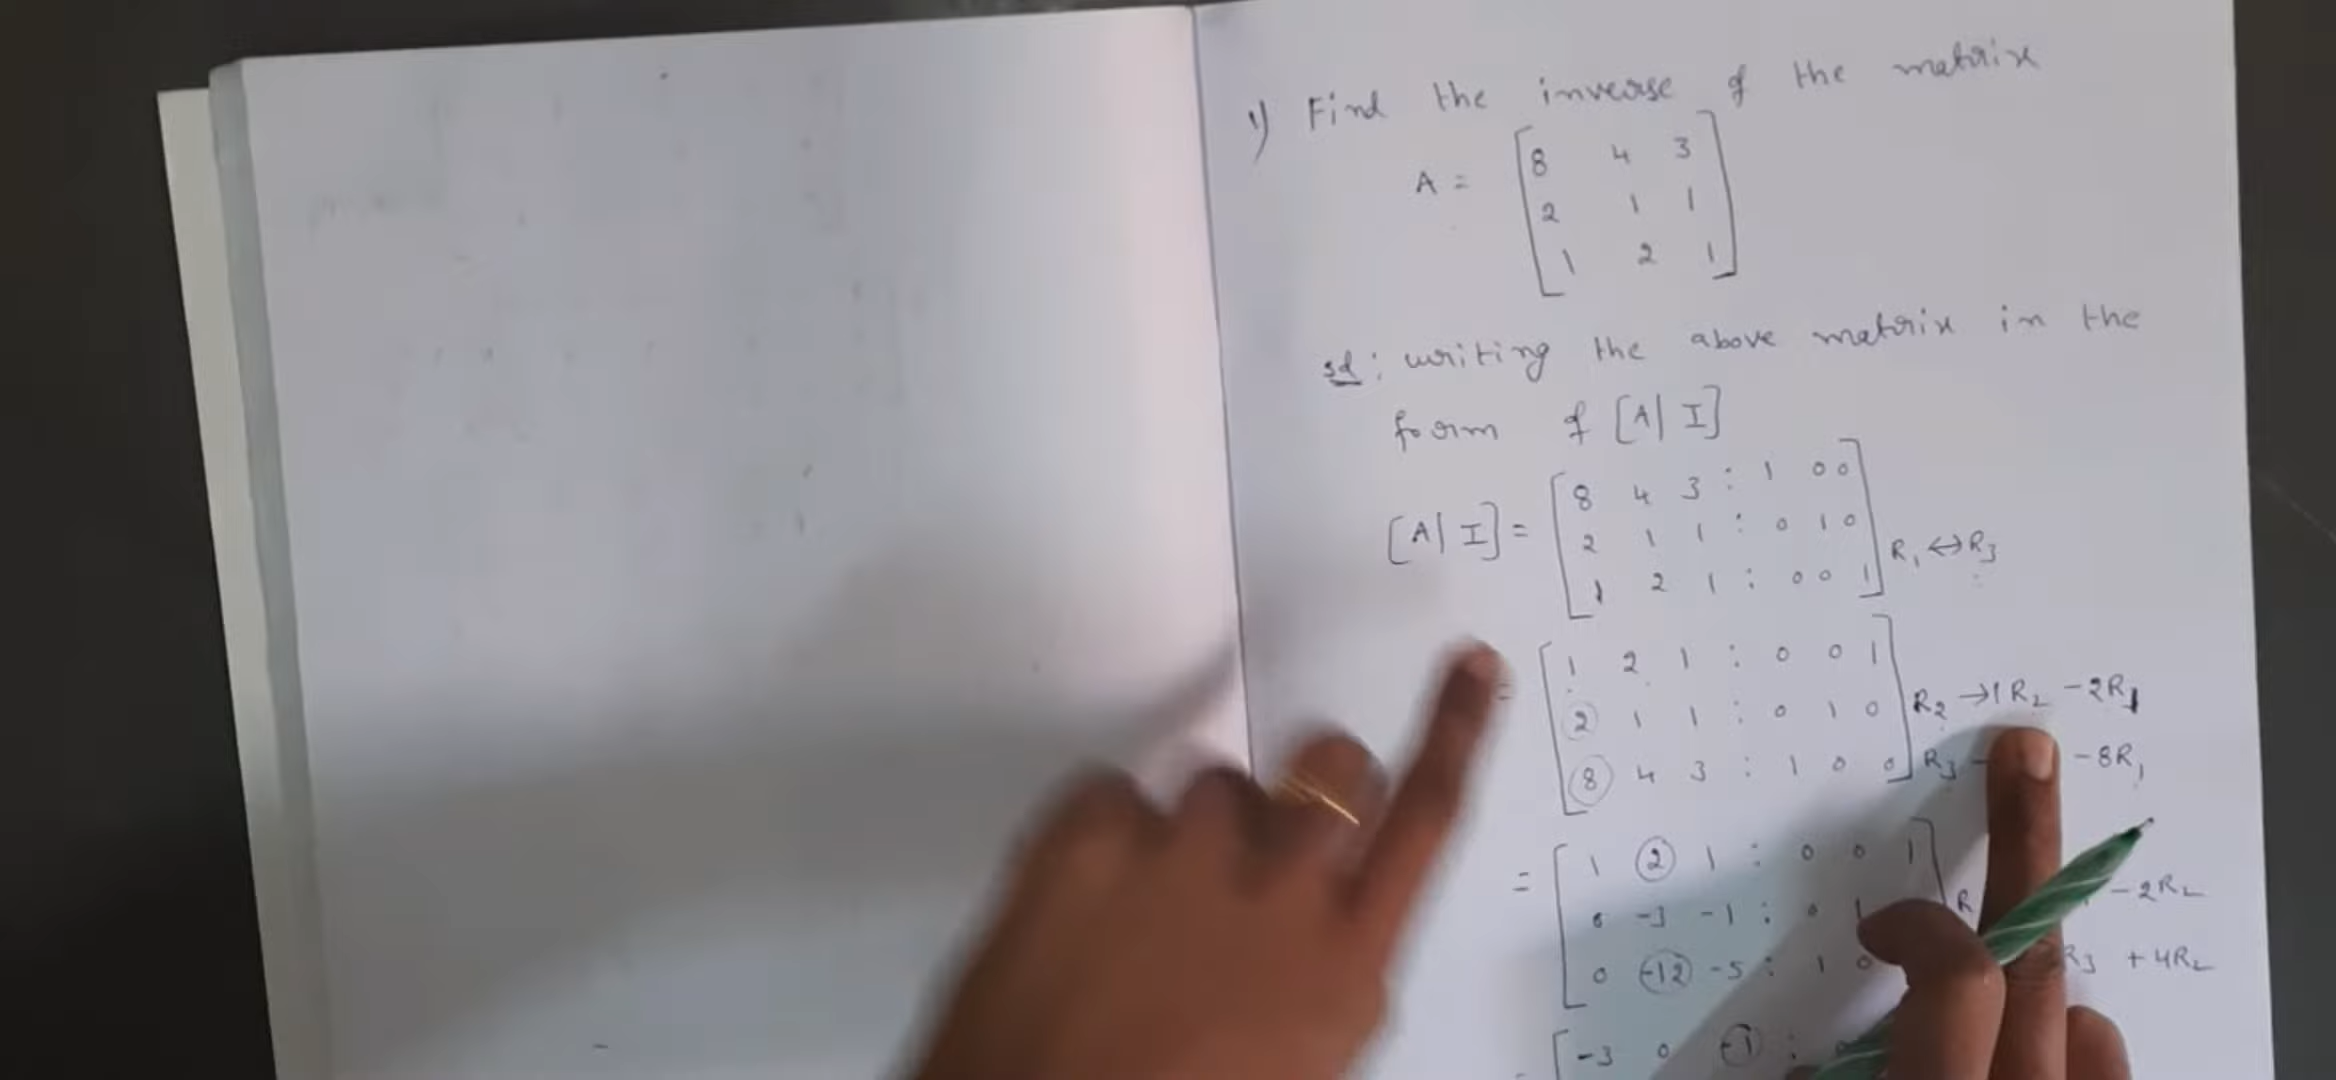 1) Find the inverse of the matrix
A = [8 4 3
2 1 1
1 2 1]
sol: writing the above matrix in the
form of [A| I]
[A| I] = [8 4 3 : 1 0 0
2 1 1 : 0 1 0
1 2 1 : 0 0 1] R₁ ↔ R₃
= [1 2 1 : 0 0 1
2 1 1 : 0 1 0] R₂ → 1R₂ - 2R₁
8 4 3 : 1 0 0] R₃ - 8R₁
= [1 2 1 : 0 0 1]
0 -3 -1 : 0 1 R - 2R₂
0 -12 -5 : 1 0 R₃ + 4R₂
= [-3 0 -1 :